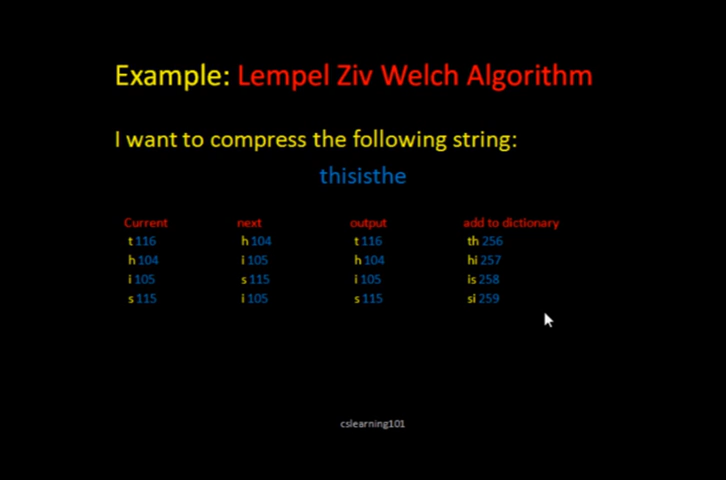 Example: Lempel Ziv Welch Algorithm
I want to compress the following string:
thisisthe
Current next output add to dictionary
t 116 h 104 t 116 th 256
h 104 i 105 h 104 hi 257
i 105 s 115 i 105 is 258
s 115 i 105 s 115 si 259
cslearning101